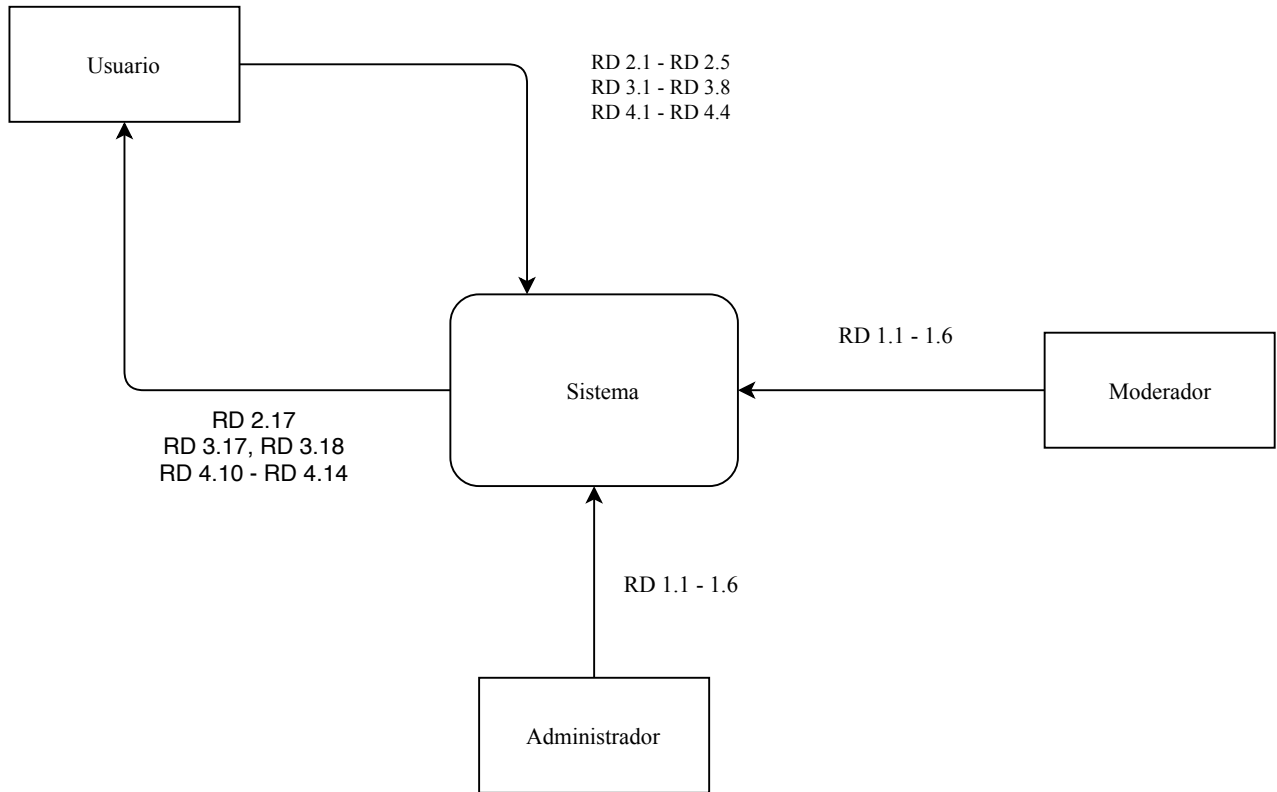 Usuario
RD 2.1 - RD 2.5
RD 3.1 - RD 3.8
RD 4.1 - RD 4.4
RD 1.1 - 1.6
Sistema
Moderador
RD 2.17
RD 3.17, RD 3.18
RD 4.10 - RD 4.14
RD 1.1 - 1.6
Administrador